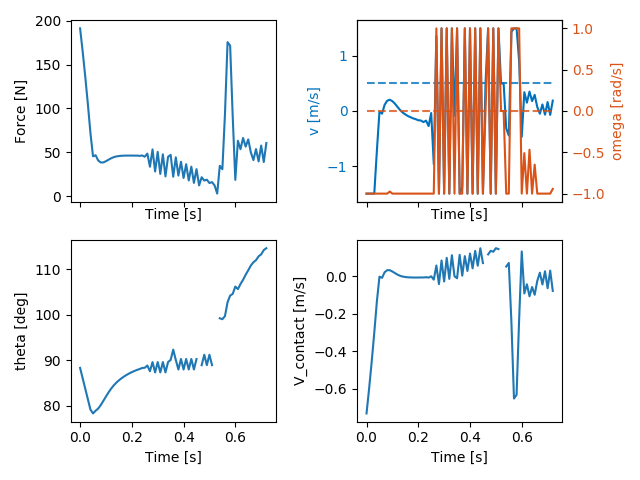 200
150
100
50
0
Force [N]
Time [s]
1
0
−1
v [m/s]
1.0
0.5
0.0
−0.5
−1.0
omega [rad/s]
Time [s]
110
100
90
80
theta [deg]
0.0 0.2 0.4 0.6
Time [s]
0.0
−0.2
−0.4
−0.6
V_contact [m/s]
0.0 0.2 0.4 0.6
Time [s]